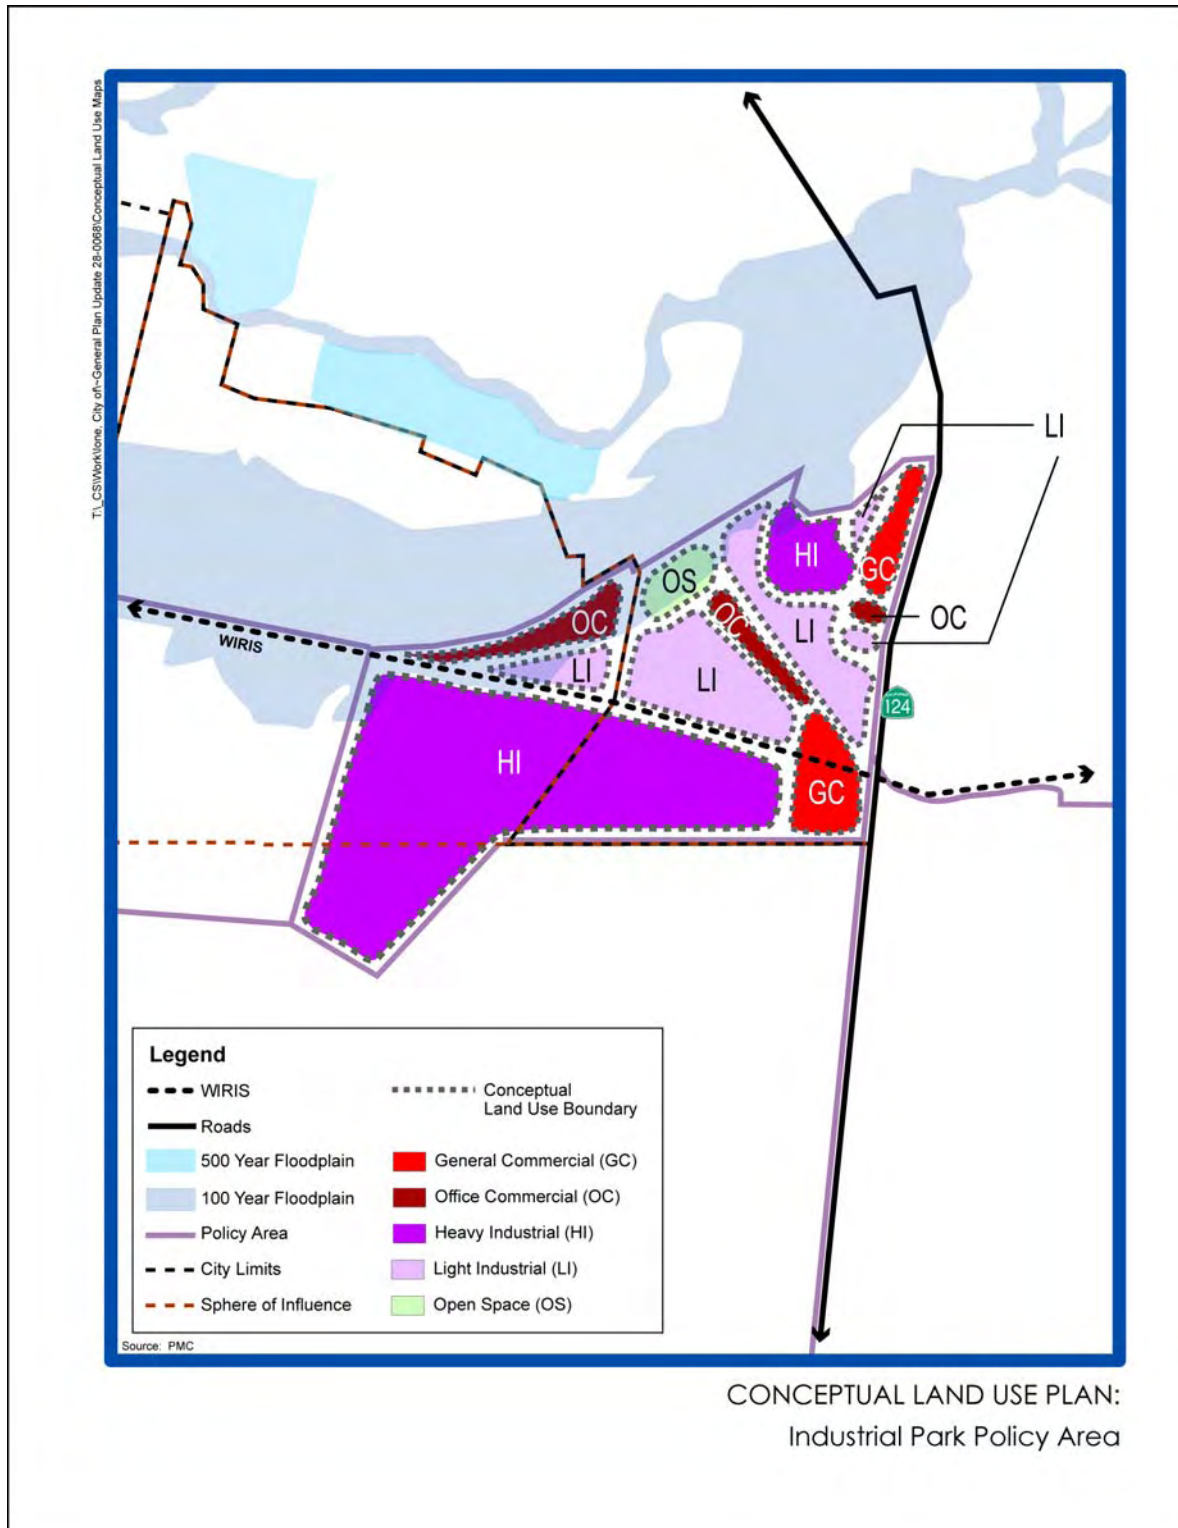 T:\_CS\Work\Ione, City of\~General Plan Update 28-0068\Conceptual Land Use Maps
LI
HI
GC
OS
OC
OC
OC
LI
LI
LI
WIRIS
124
HI
GC
Legend
WIRIS
Roads
500 Year Floodplain
100 Year Floodplain
Policy Area
City Limits
Sphere of Influence
Conceptual
Land Use Boundary
General Commercial (GC)
Office Commercial (OC)
Heavy Industrial (HI)
Light Industrial (LI)
Open Space (OS)
Source: PMC
CONCEPTUAL LAND USE PLAN:
Industrial Park Policy Area